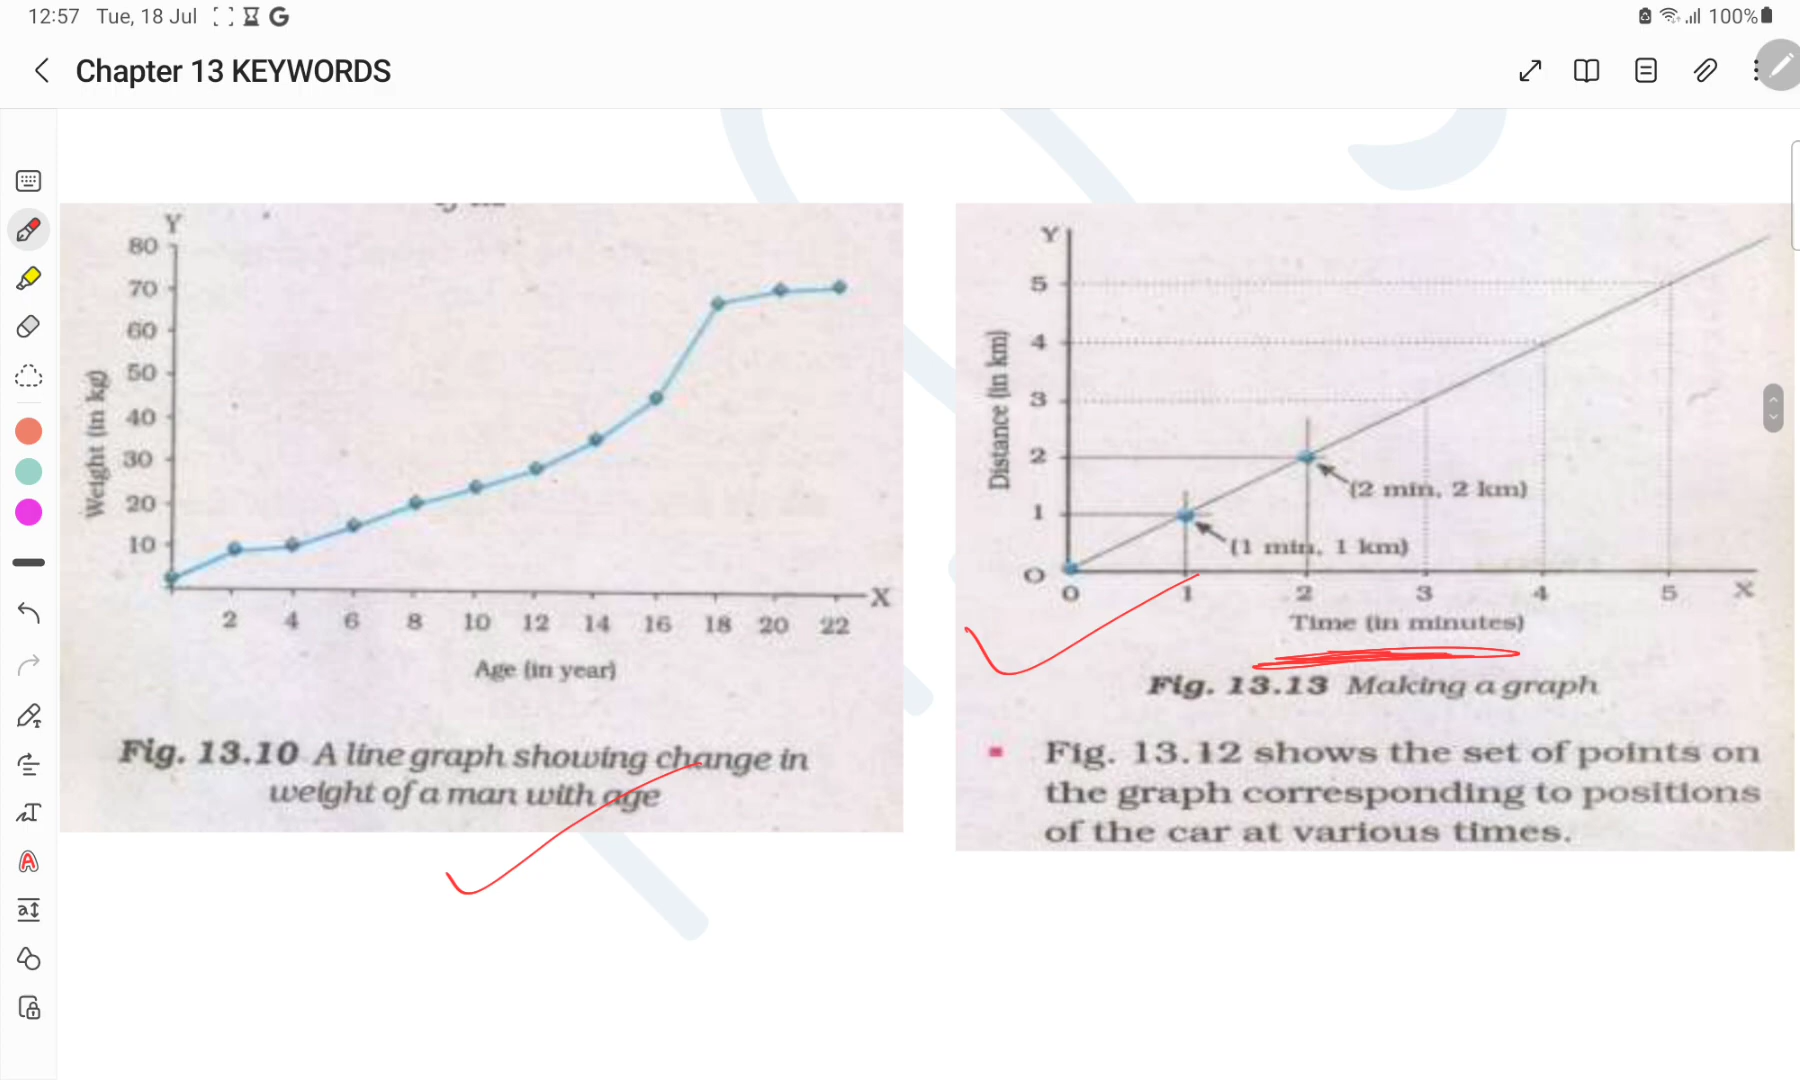 12:57 Tue, 18 Jul G 100%
Chapter 13 KEYWORDS
Y
80
70
60
50
40
30
20
10
Weight (in kg)
X
2 4 6 8 10 12 14 16 18 20 22
Age (in year)
Fig. 13.10 A line graph showing change in
weight of a man with age
Y
5
4
3
2
1
O
Distance (in km)
(2 min, 2 km)
(1 min, 1 km)
0 1 2 3 4 5 X
Time (in minutes)
Fig. 13.13 Making a graph
Fig. 13.12 shows the set of points on
the graph corresponding to positions
of the car at various times.